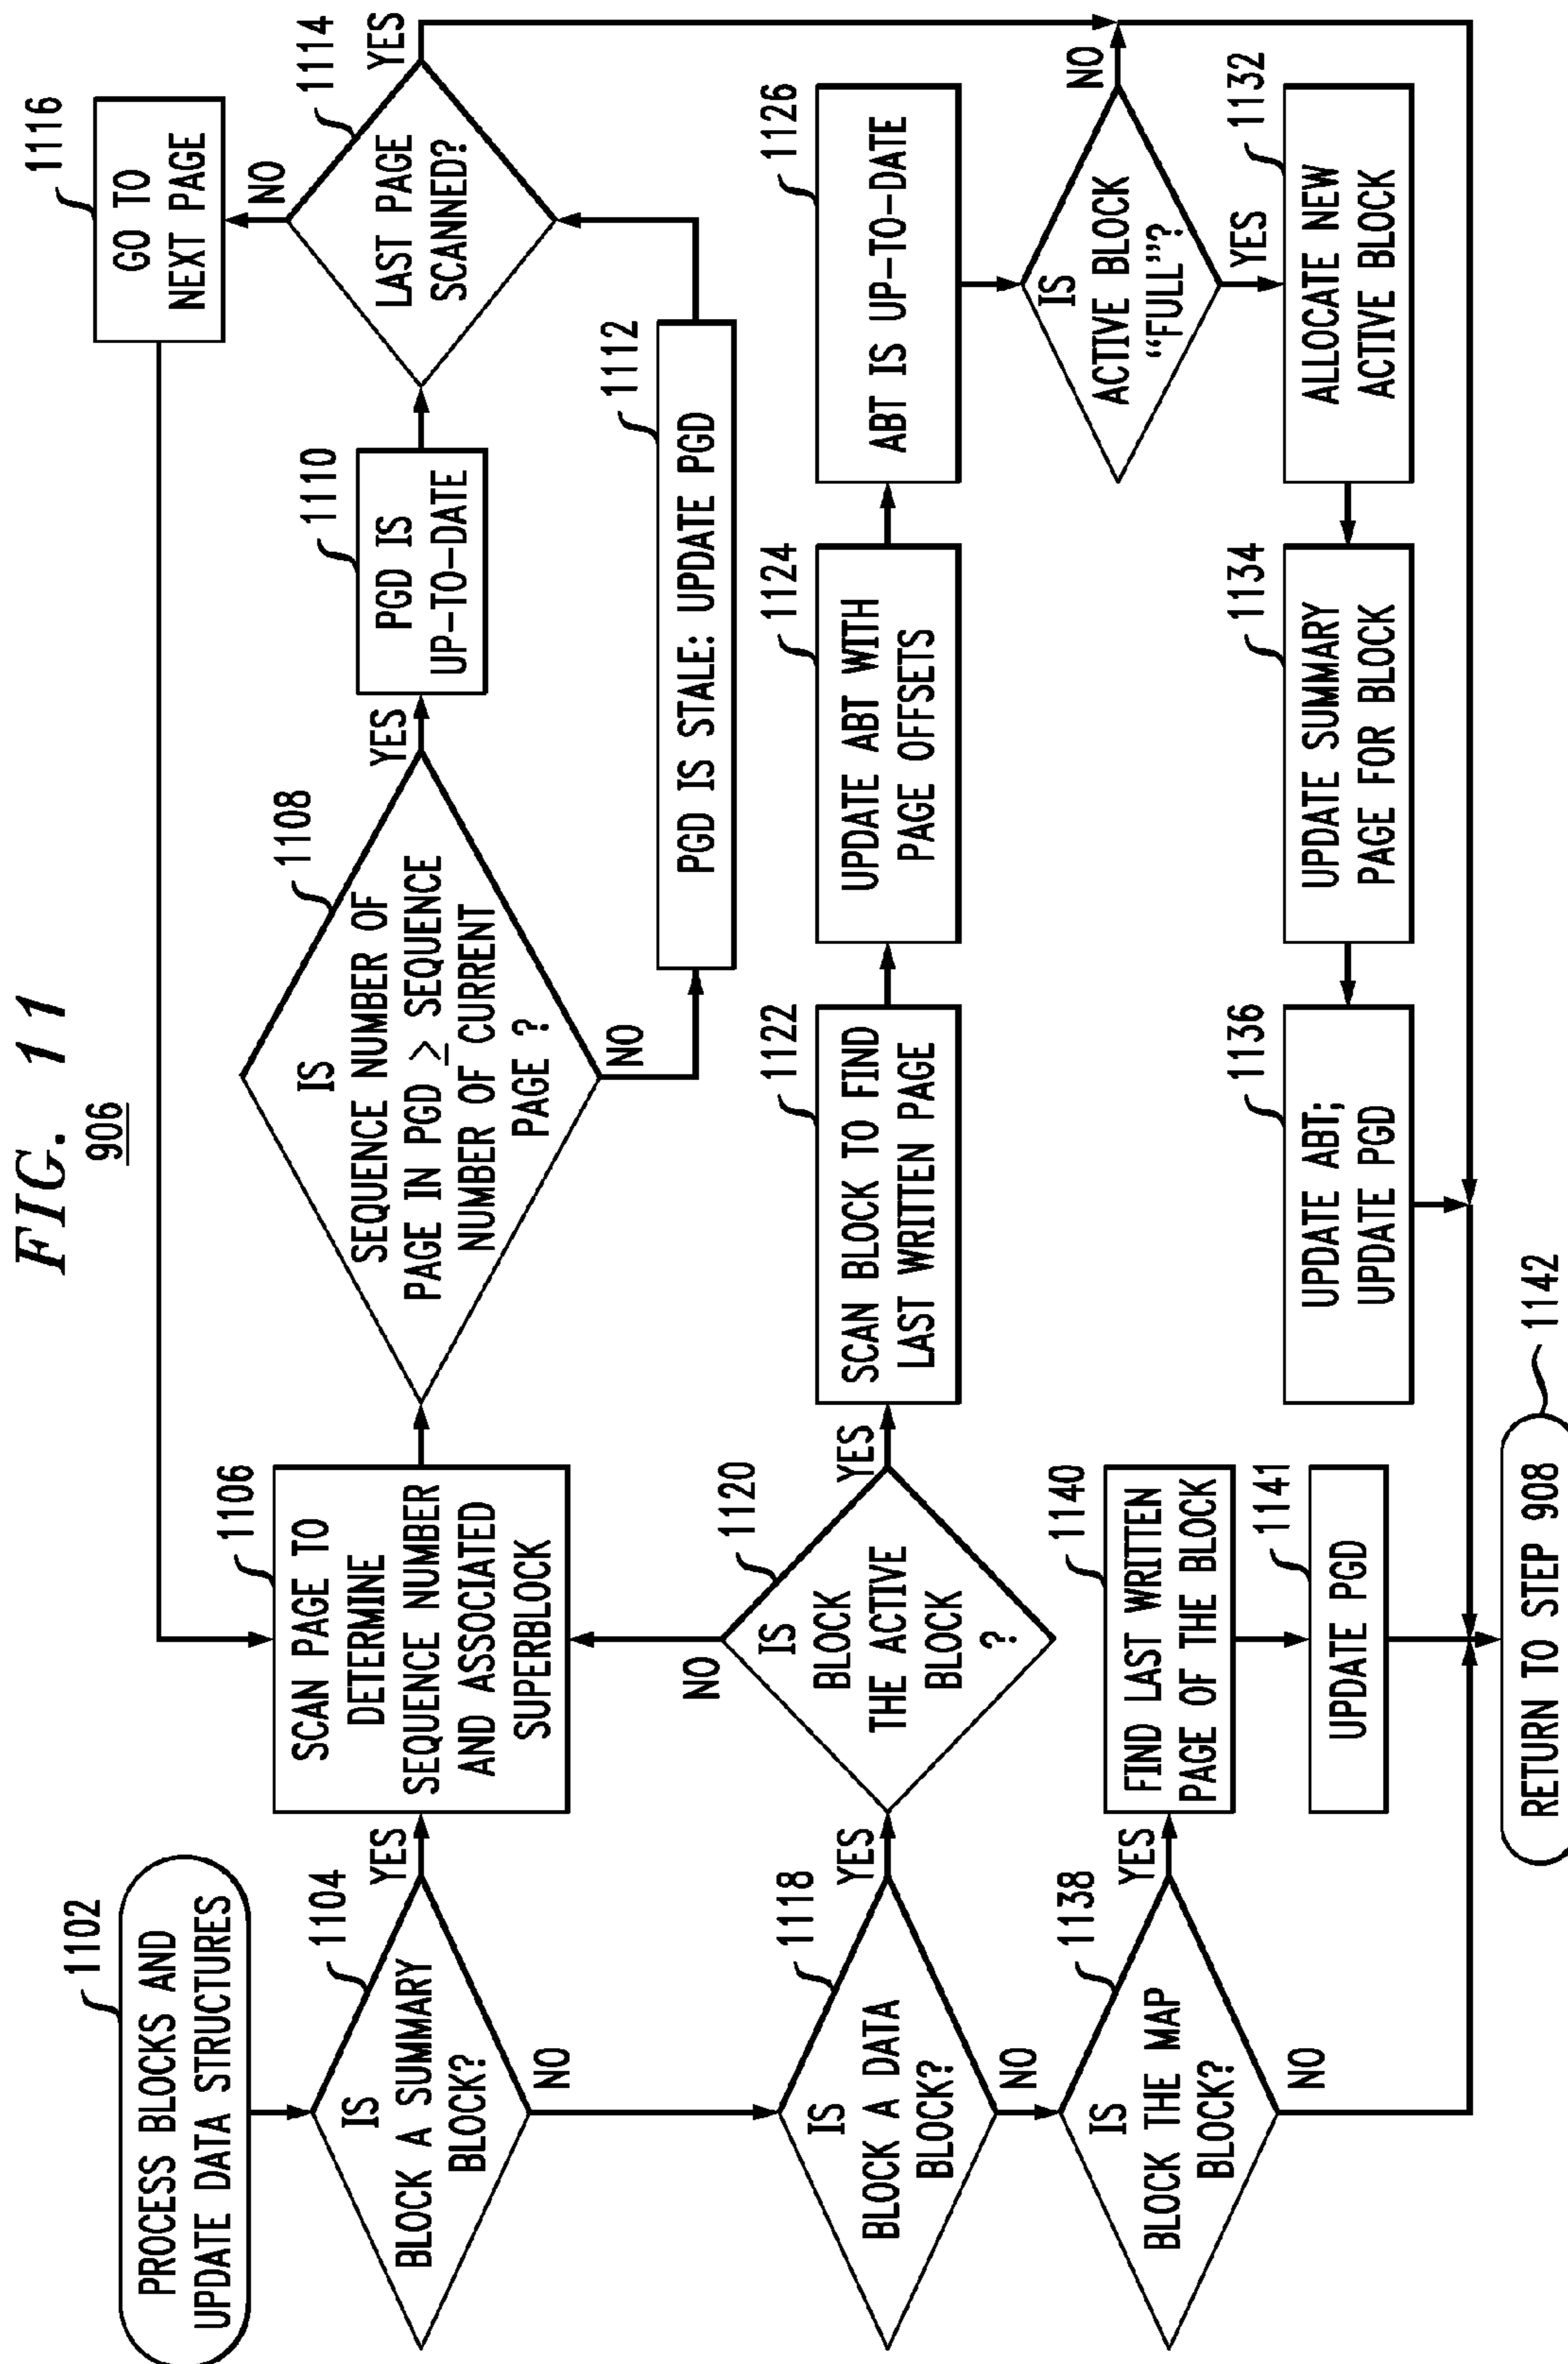 FIG. 11
906
1102
PROCESS BLOCKS AND
UPDATE DATA STRUCTURES
1104
IS
BLOCK A SUMMARY
BLOCK?
YES
NO
1106
SCAN PAGE TO
DETERMINE
SEQUENCE NUMBER
AND ASSOCIATED
SUPERBLOCK
1108
IS
SEQUENCE NUMBER OF
PAGE IN PGD ≥ SEQUENCE
NUMBER OF CURRENT
PAGE ?
YES
NO
1110
PGD IS
UP-TO-DATE
1112
PGD IS STALE: UPDATE PGD
1114
LAST PAGE
SCANNED?
YES
NO
1116
GO TO
NEXT PAGE
1118
IS
BLOCK A DATA
BLOCK?
YES
NO
1120
IS
BLOCK
THE ACTIVE
BLOCK
?
YES
NO
1122
SCAN BLOCK TO FIND
LAST WRITTEN PAGE
1124
UPDATE ABT WITH
PAGE OFFSETS
1126
ABT IS UP-TO-DATE
IS
ACTIVE BLOCK
“FULL”?
NO
YES
1132
ALLOCATE NEW
ACTIVE BLOCK
1134
UPDATE SUMMARY
PAGE FOR BLOCK
1136
UPDATE ABT;
UPDATE PGD
1138
IS
BLOCK THE MAP
BLOCK?
YES
NO
1140
FIND LAST WRITTEN
PAGE OF THE BLOCK
1141
UPDATE PGD
1142
RETURN TO STEP 908